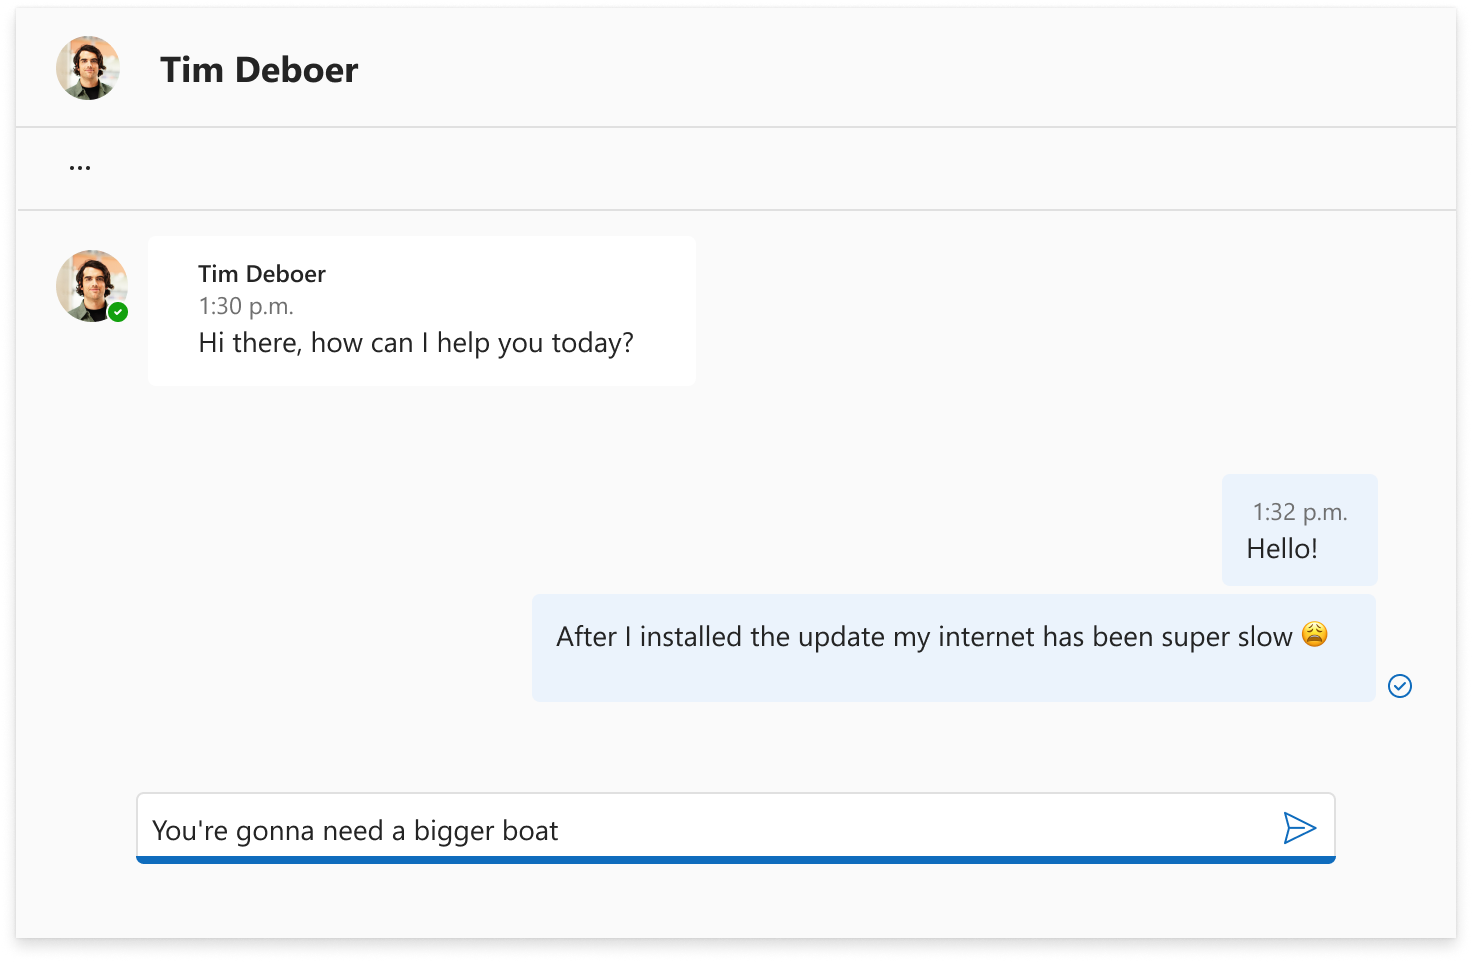 Tim Deboer
...
Tim Deboer
1:30 p.m.
Hi there, how can I help you today?
1:32 p.m.
Hello!
After I installed the update my internet has been super slow 😩
You're gonna need a bigger boat